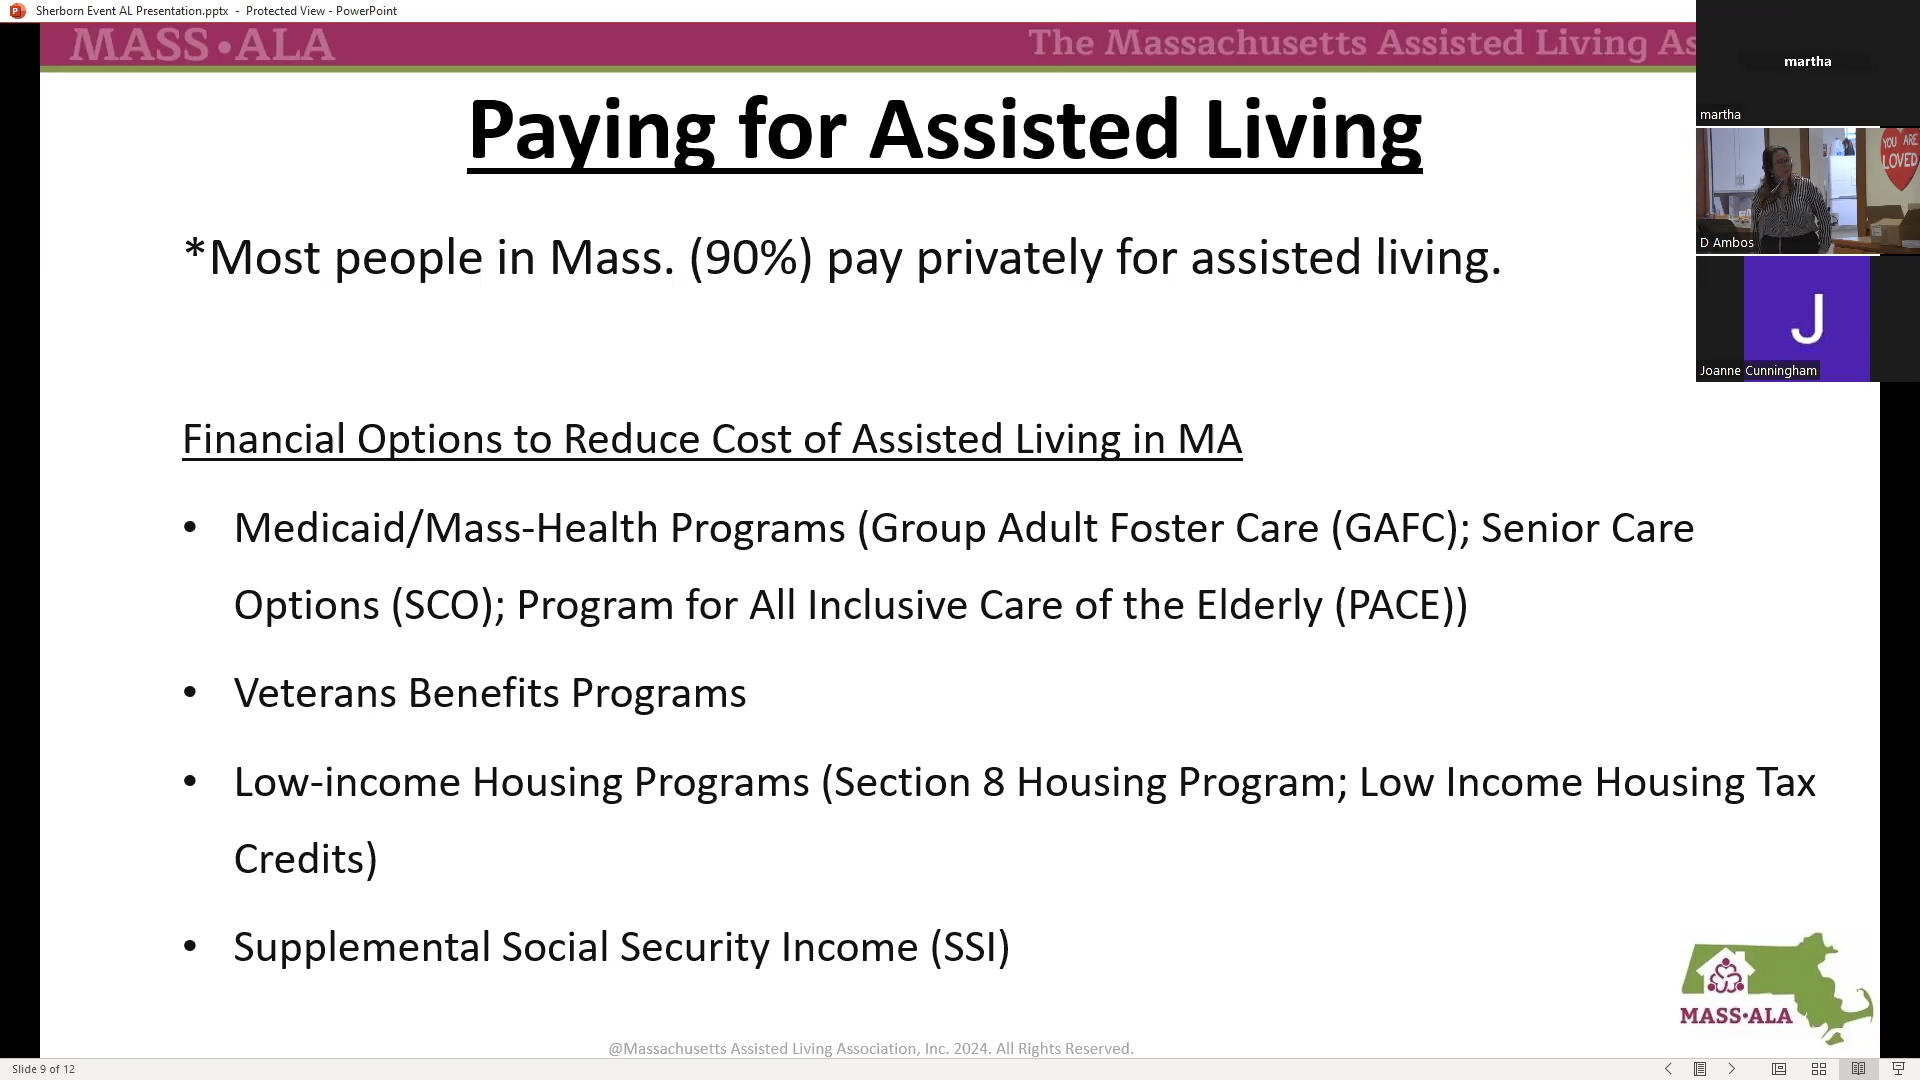 Sherborn Event AL Presentation.pptx - Protected View - PowerPoint
MASS•ALA
The Massachusetts Assisted Living
martha
martha
YOU ARE
LOVED
D Ambos
J
Joanne Cunningham
Paying for Assisted Living
*Most people in Mass. (90%) pay privately for assisted living.
Financial Options to Reduce Cost of Assisted Living in MA
• Medicaid/Mass-Health Programs (Group Adult Foster Care (GAFC); Senior Care
Options (SCO); Program for All Inclusive Care of the Elderly (PACE))
• Veterans Benefits Programs
• Low-income Housing Programs (Section 8 Housing Program; Low Income Housing Tax
Credits)
• Supplemental Social Security Income (SSI)
MASS•ALA
@Massachusetts Assisted Living Association, Inc. 2024. All Rights Reserved.
Slide 9 of 12